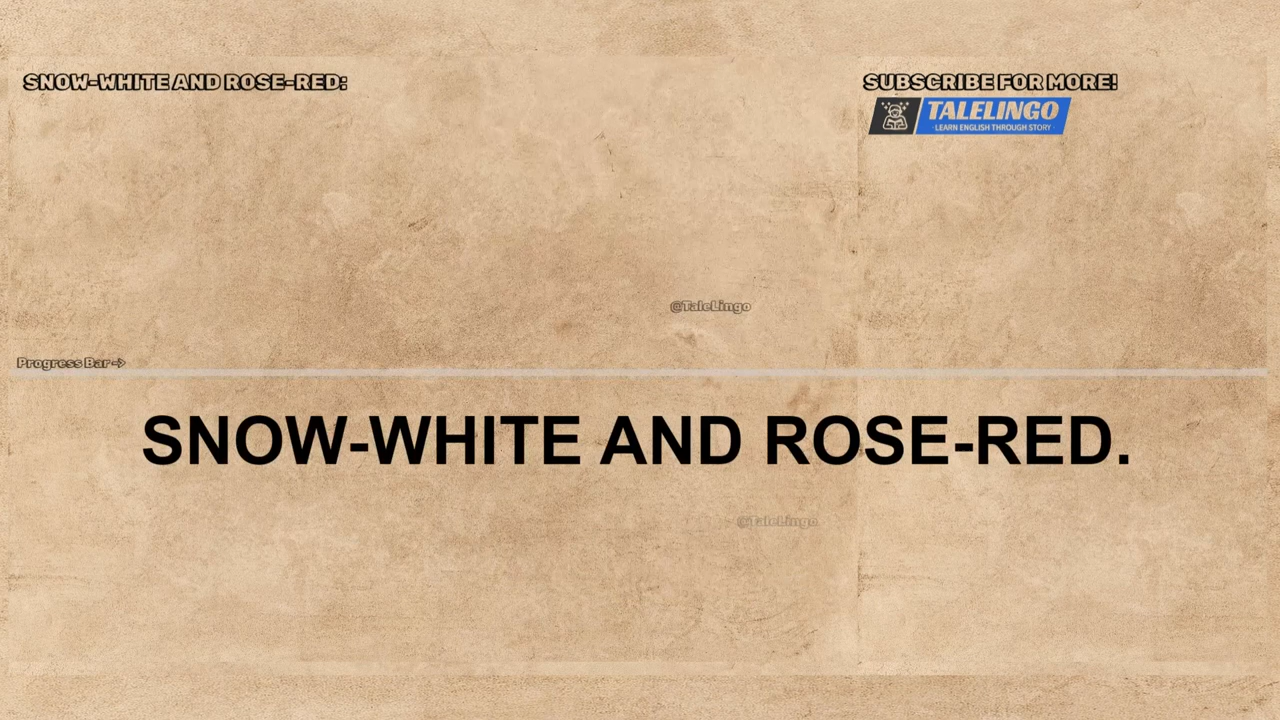 SNOW-WHITE AND ROSE-RED:
SUBSCRIBE FOR MORE!
TALELINGO
LEARN ENGLISH THROUGH STORY
@TaleLingo
Progress Bar->
SNOW-WHITE AND ROSE-RED.
@TaleLingo